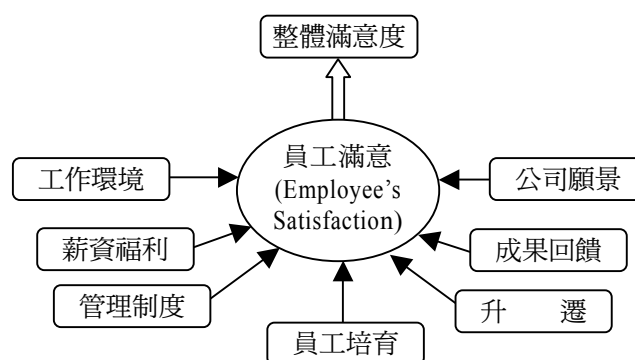 整體滿意度
員工滿意
(Employee's
Satisfaction)
工作環境
公司願景
薪資福利
成果回饋
管理制度
升　　遷
員工培育